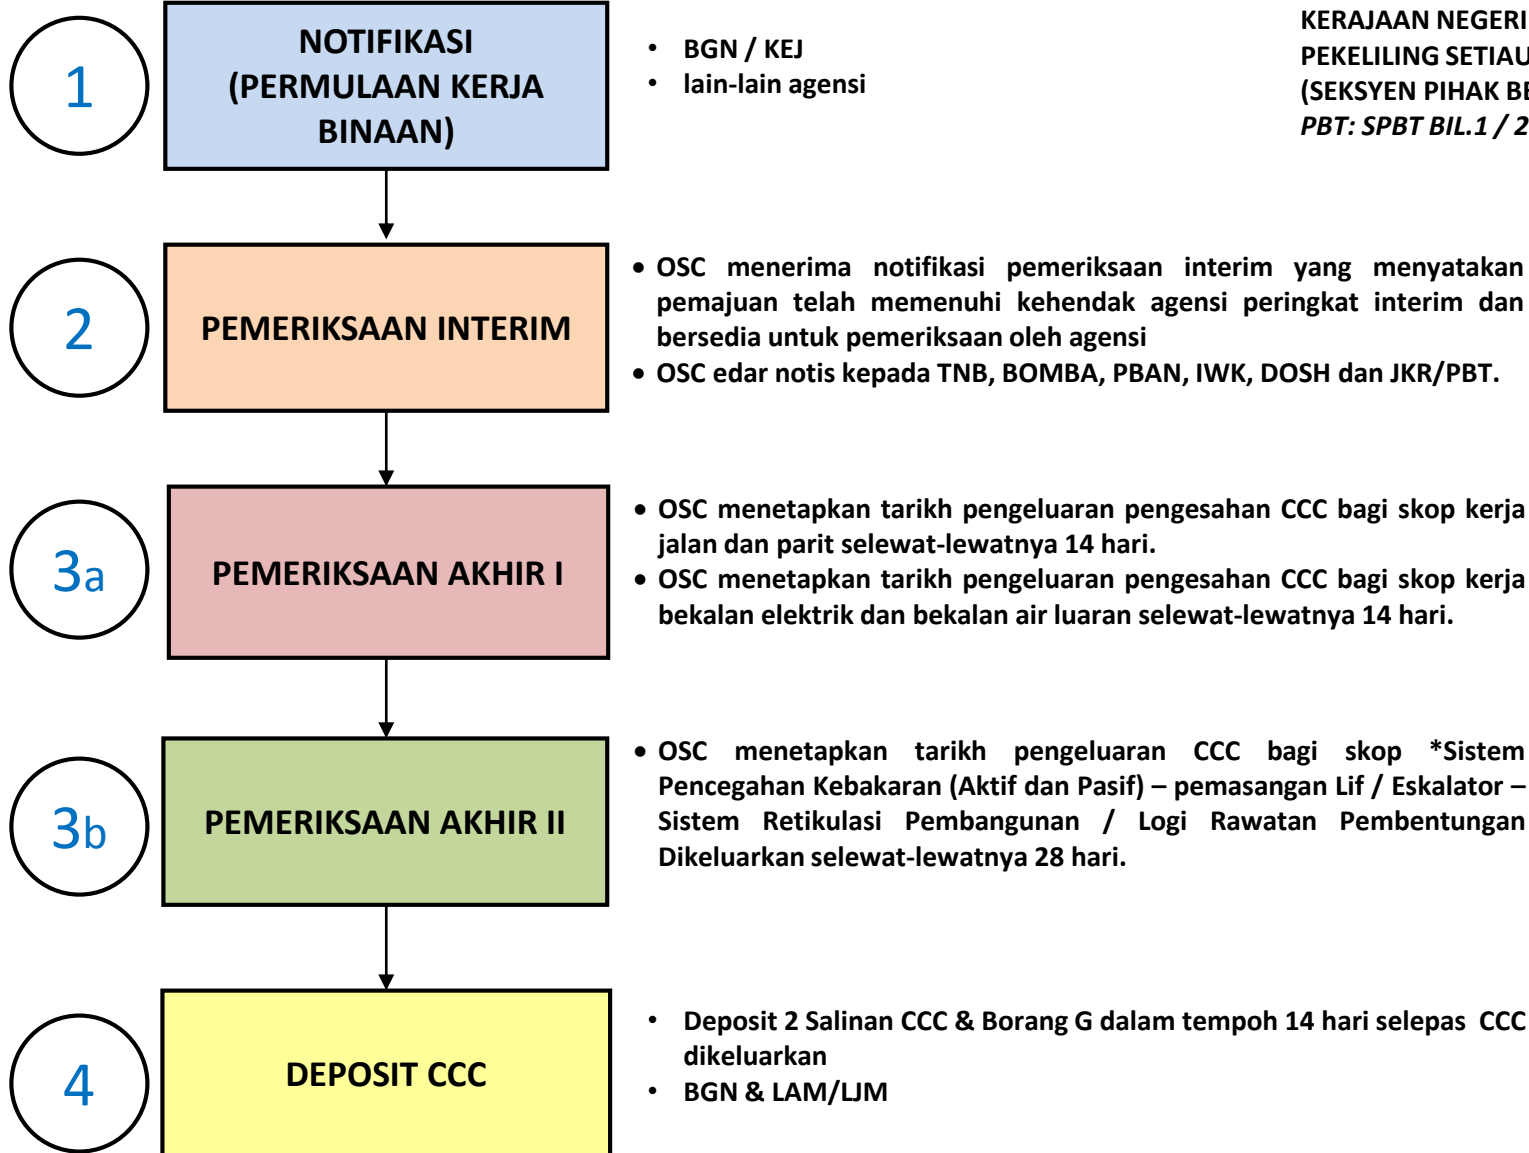 KERAJAAN NEGERI
PEKELILING SETIAU
(SEKSYEN PIHAK BE
PBT: SPBT BIL.1 / 2
1
NOTIFIKASI
(PERMULAAN KERJA
BINAAN)
• BGN / KEJ
• lain-lain agensi
2
PEMERIKSAAN INTERIM
• OSC menerima notifikasi pemeriksaan interim yang menyatakan
pemajuan telah memenuhi kehendak agensi peringkat interim dan
bersedia untuk pemeriksaan oleh agensi
• OSC edar notis kepada TNB, BOMBA, PBAN, IWK, DOSH dan JKR/PBT.
3a
PEMERIKSAAN AKHIR I
• OSC menetapkan tarikh pengeluaran pengesahan CCC bagi skop kerja
jalan dan parit selewat-lewatnya 14 hari.
• OSC menetapkan tarikh pengeluaran pengesahan CCC bagi skop kerja
bekalan elektrik dan bekalan air luaran selewat-lewatnya 14 hari.
3b
PEMERIKSAAN AKHIR II
• OSC menetapkan tarikh pengeluaran CCC bagi skop *Sistem
Pencegahan Kebakaran (Aktif dan Pasif) – pemasangan Lif / Eskalator –
Sistem Retikulasi Pembangunan / Logi Rawatan Pembentungan
Dikeluarkan selewat-lewatnya 28 hari.
4
DEPOSIT CCC
• Deposit 2 Salinan CCC & Borang G dalam tempoh 14 hari selepas CCC
dikeluarkan
• BGN & LAM/LJM